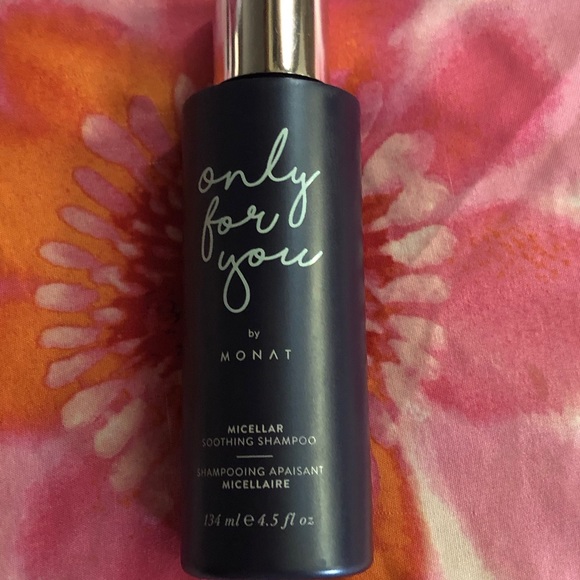 only
for
you
by
MONAT
MICELLAR
SOOTHING SHAMPOO
SHAMPOOING APAISANT
MICELLAIRE
134 ml e 4.5 fl oz